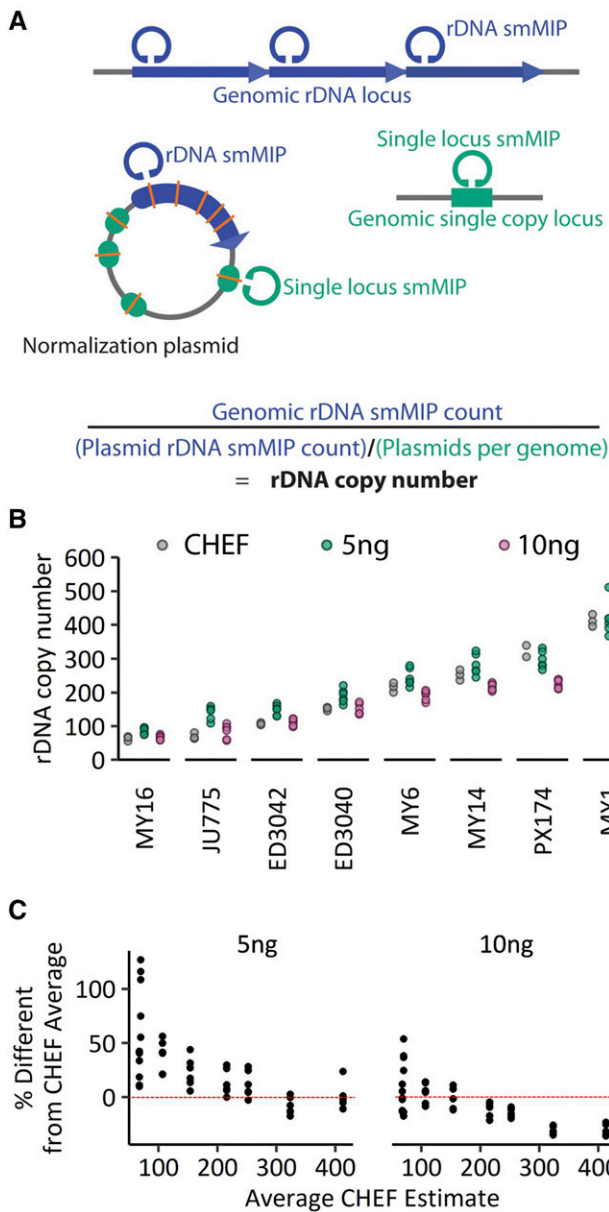 A
rDNA smMIP
Genomic rDNA locus
rDNA smMIP
Single locus smMIP
Genomic single copy locus
Single locus smMIP
Normalization plasmid
Genomic rDNA smMIP count
(Plasmid rDNA smMIP count)/(Plasmids per genome)
= rDNA copy number
B
CHEF 5ng 10ng
rDNA copy number
600
500
400
300
200
100
0
MY16 JU775 ED3042 ED3040 MY6 MY14 PX174 MY1
C
5ng 10ng
% Different
from CHEF Average
100
50
0
100 200 300 400 100 200 300 400
Average CHEF Estimate